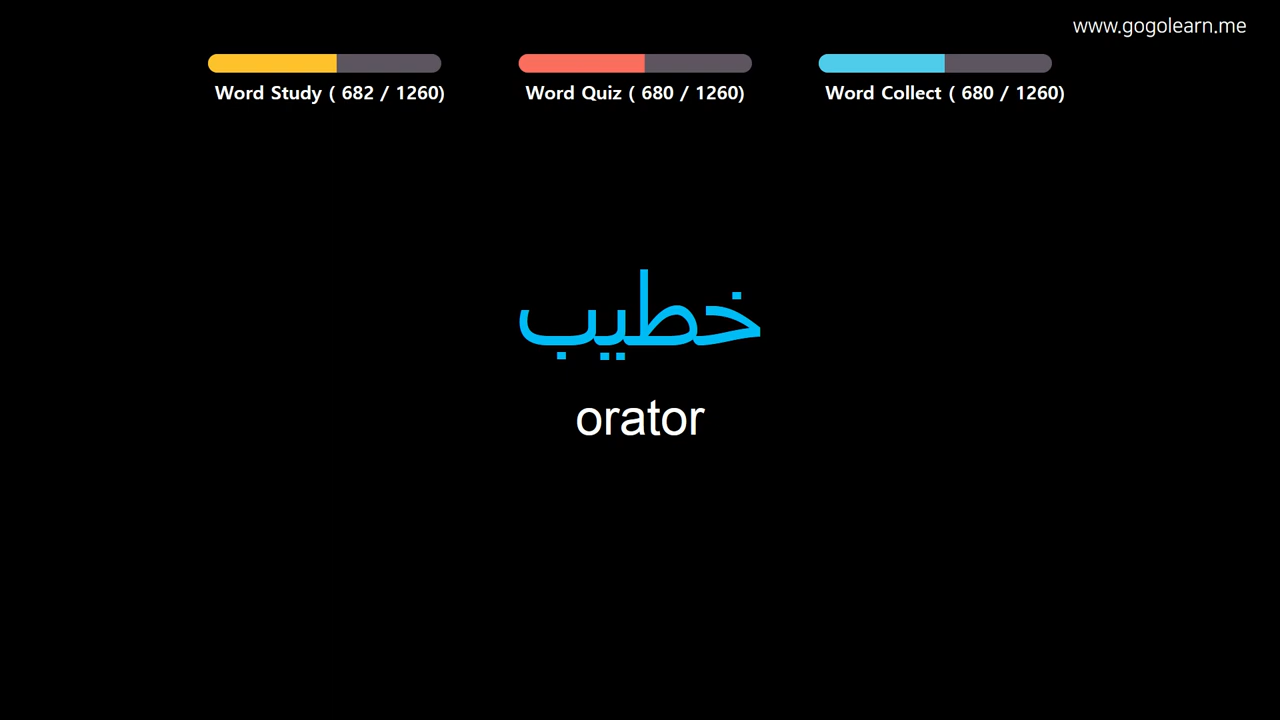 www.gogolearn.me
Word Study ( 682 / 1260)
Word Quiz ( 680 / 1260)
Word Collect ( 680 / 1260)
خطيب
orator